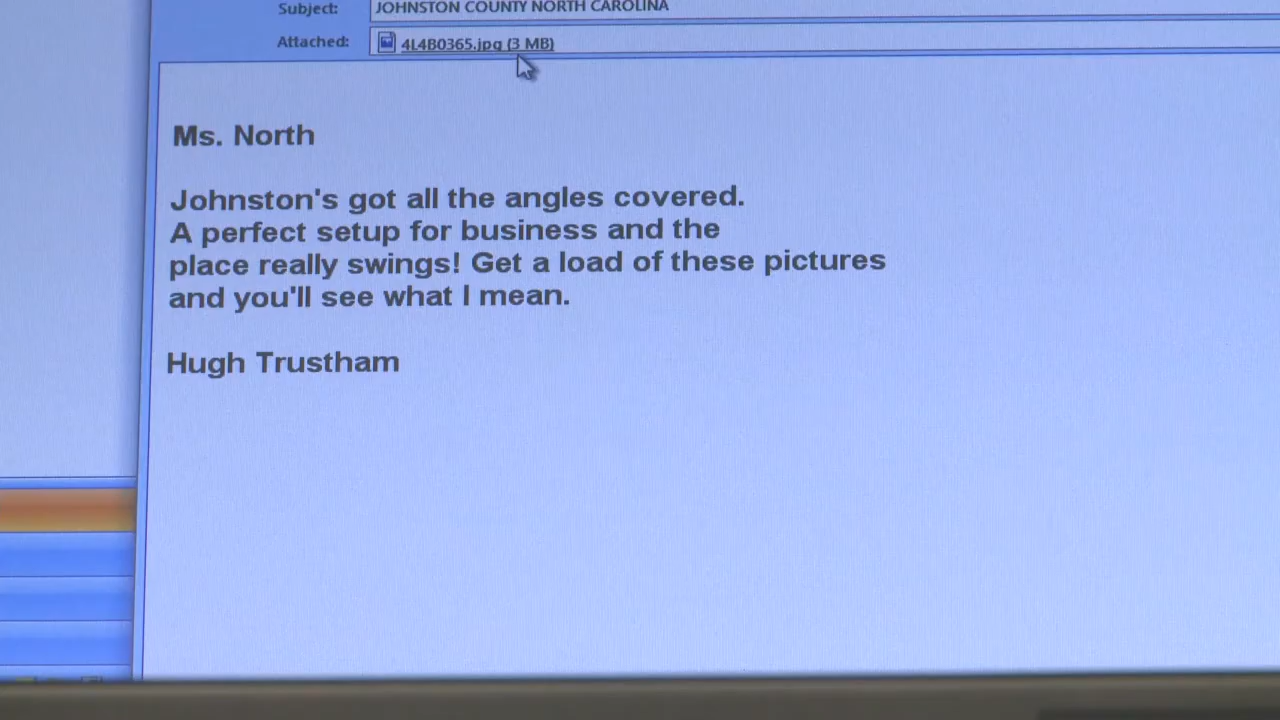 Subject: JOHNSTON COUNTY NORTH CAROLINA
Attached: 4L4B0365.jpg (3 MB)
Ms. North
Johnston's got all the angles covered.
A perfect setup for business and the
place really swings! Get a load of these pictures
and you'll see what I mean.
Hugh Trustham